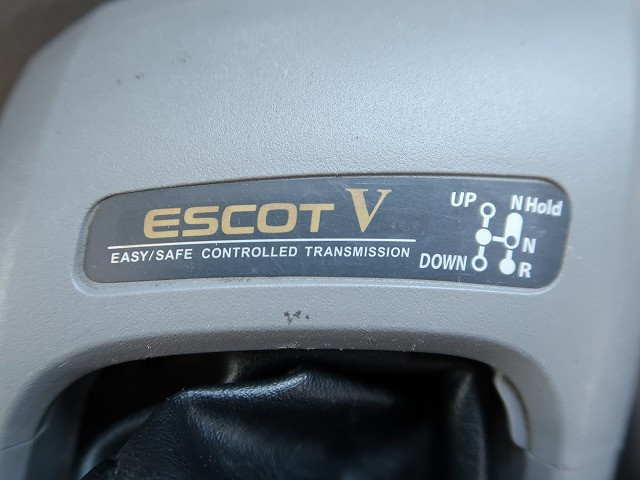 ESCOT V
EASY/SAFE CONTROLLED TRANSMISSION
UP
N Hold
N
DOWN
R